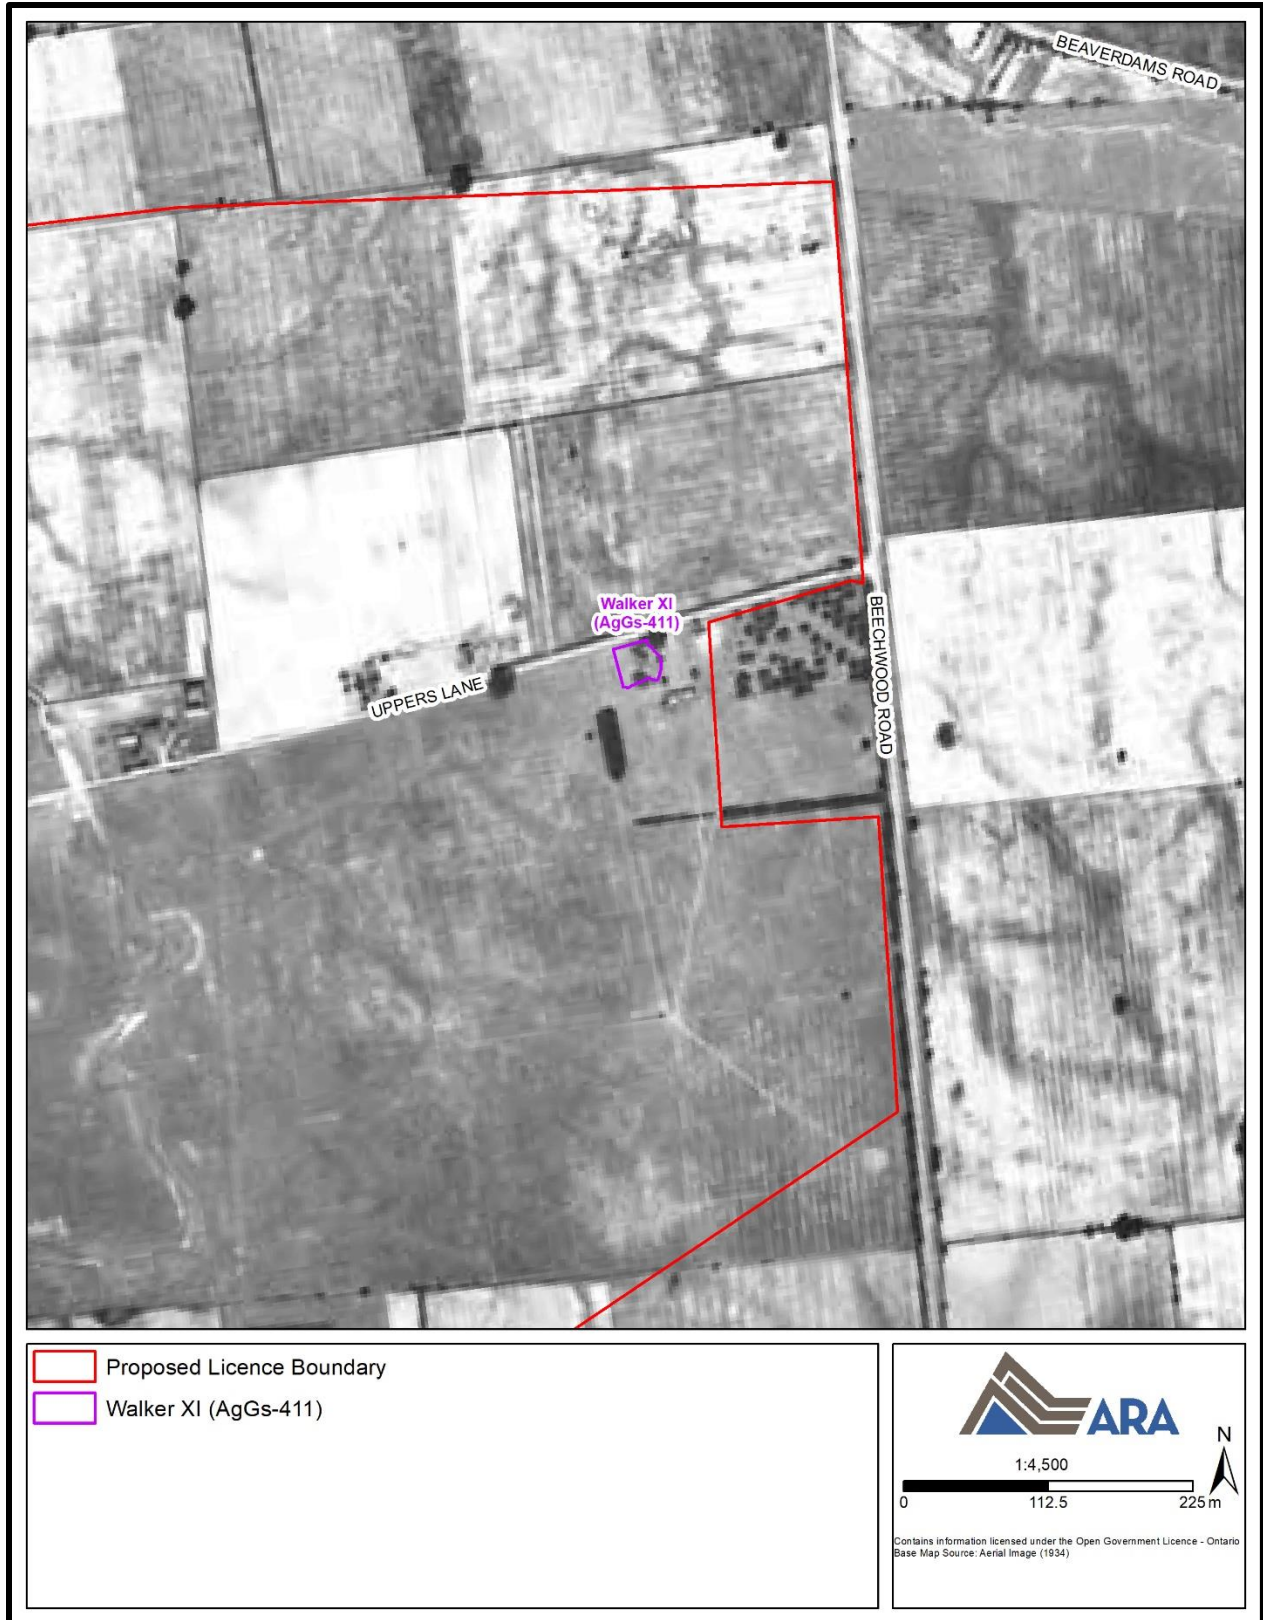 BEAVERDAMS ROAD
Walker XI
(AgGs-411)
BEECHWOOD ROAD
UPPERS LANE
Proposed Licence Boundary
Walker XI (AgGs-411)
ARA
N
1:4,500
0 112.5 225 m
Contains information licensed under the Open Government Licence - Ontario
Base Map Source: Aerial Image (1934)